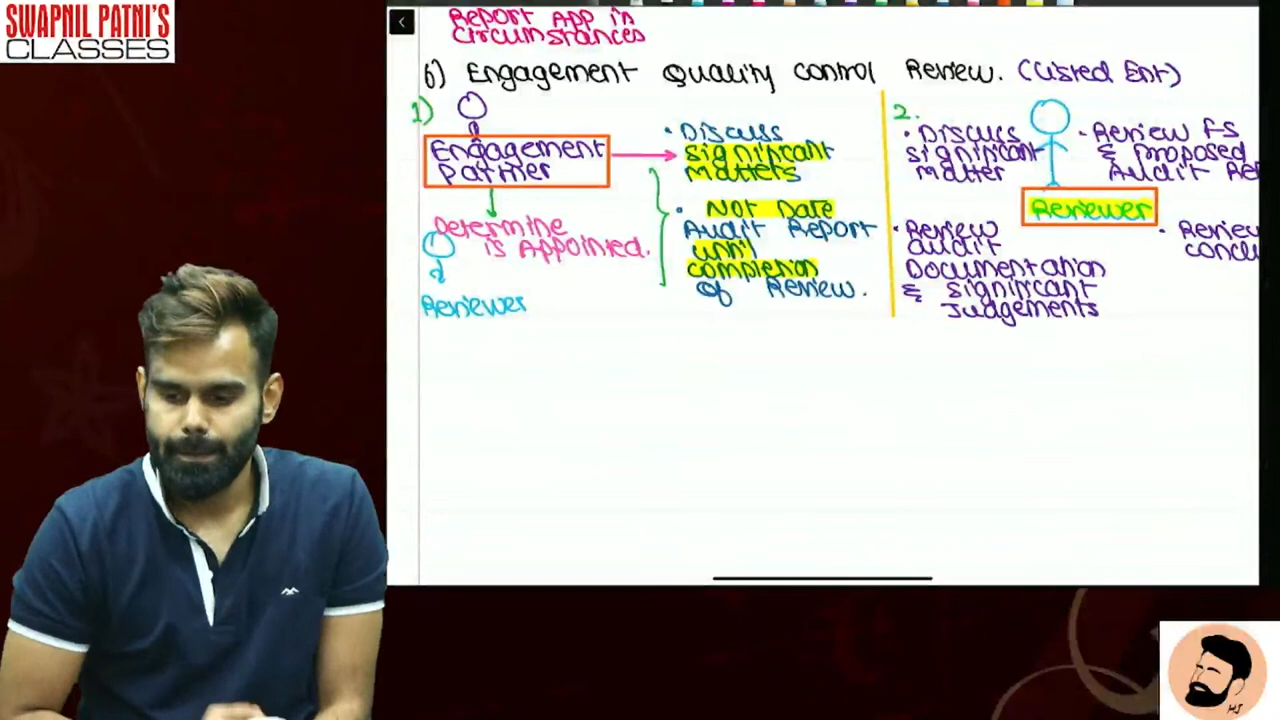 SWAPNIL PATNI'S
CLASSES
Report App in
Circumstances
6) Engagement Quality control Review. (Listed Ent)
1)
Engagement
Partner
Determine
is Appointed.
Reviewer
• Discuss
significant
Matters
• Not Date
Audit Report
until
completion
of Review.
2.
• Discuss
significant
Matter
• Review FS
& proposed
Audit Re
Reviewer
• Review
audit
Documentation
& significant
Judgements
• Review
conclu